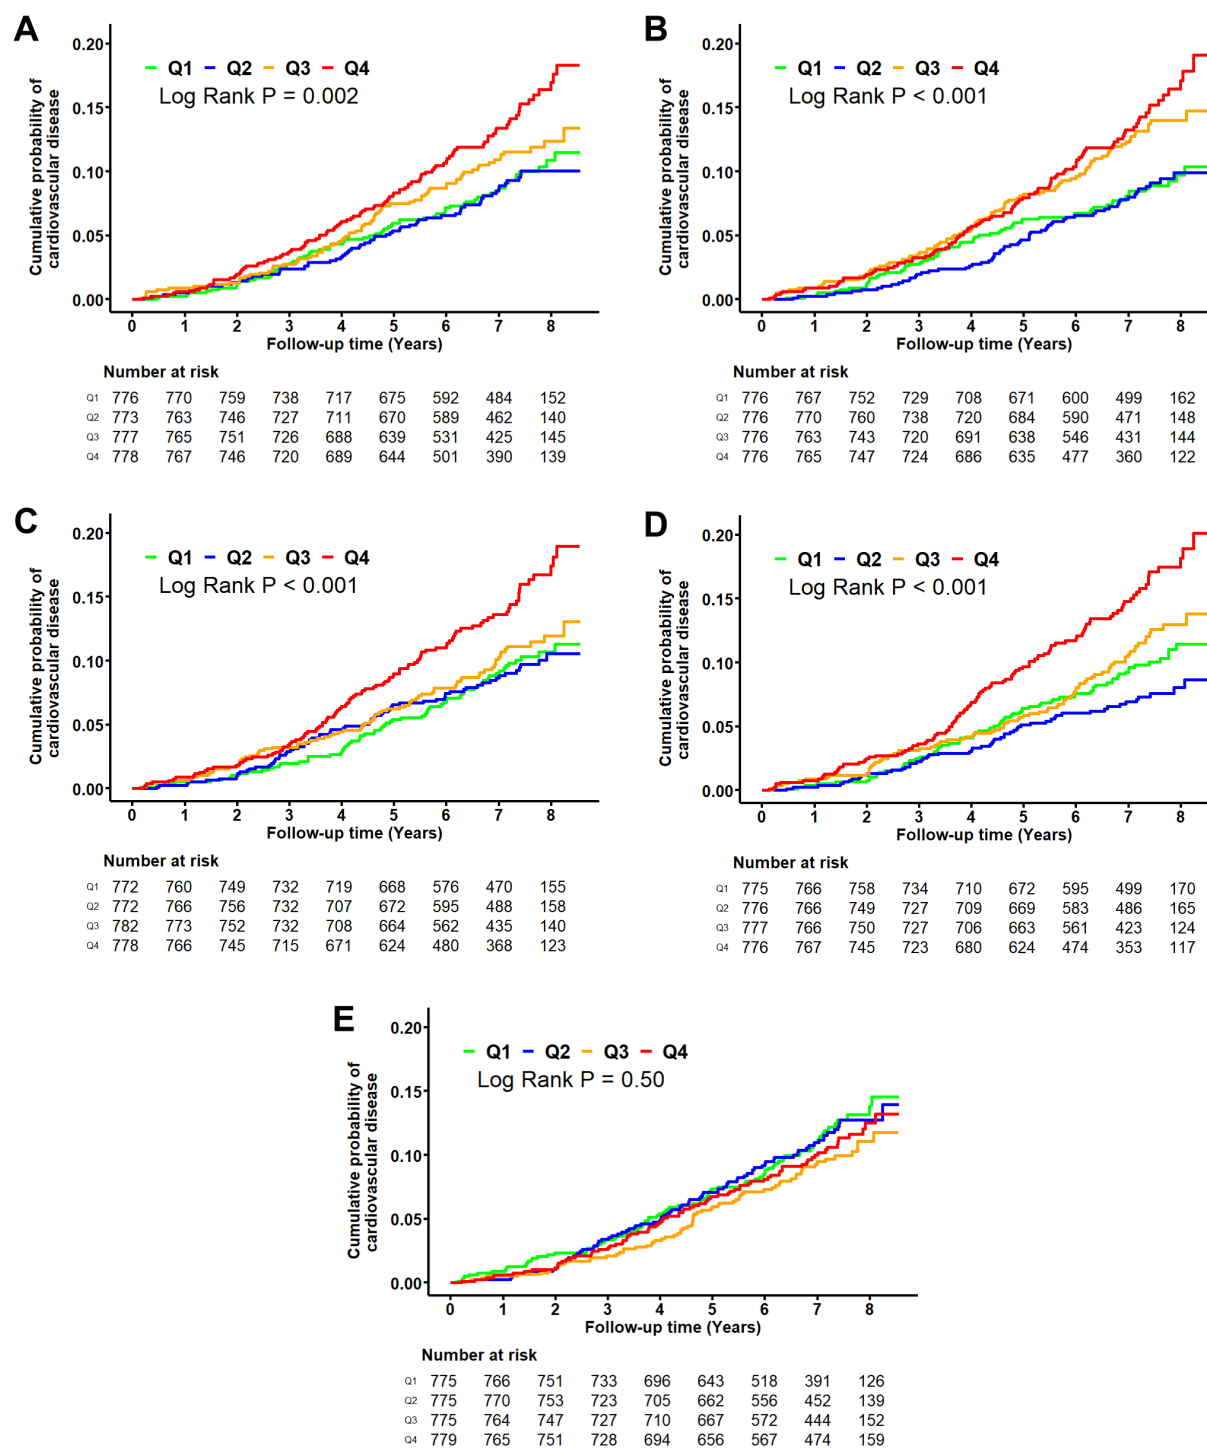 A
Cumulative probability of
cardiovascular disease
0.20
0.15
0.10
0.05
0.00
Q1 Q2 Q3 Q4
Log Rank P = 0.002
0 1 2 3 4 5 6 7 8
Follow-up time (Years)
Number at risk
Q1 776 770 759 738 717 675 592 484 152
Q2 773 763 746 727 711 670 589 462 140
Q3 777 765 751 726 688 639 531 425 145
Q4 778 767 746 720 689 644 501 390 139
B
Cumulative probability of
cardiovascular disease
0.20
0.15
0.10
0.05
0.00
Q1 Q2 Q3 Q4
Log Rank P < 0.001
0 1 2 3 4 5 6 7 8
Follow-up time (Years)
Number at risk
Q1 776 767 752 729 708 671 600 499 162
Q2 776 770 760 738 720 684 590 471 148
Q3 776 763 743 720 691 638 546 431 144
Q4 776 765 747 724 686 635 477 360 122
C
Cumulative probability of
cardiovascular disease
0.20
0.15
0.10
0.05
0.00
Q1 Q2 Q3 Q4
Log Rank P < 0.001
0 1 2 3 4 5 6 7 8
Follow-up time (Years)
Number at risk
Q1 772 760 749 732 719 668 576 470 155
Q2 772 766 756 732 707 672 595 488 158
Q3 782 773 752 732 708 664 562 435 140
Q4 778 766 745 715 671 624 480 368 123
D
Cumulative probability of
cardiovascular disease
0.20
0.15
0.10
0.05
0.00
Q1 Q2 Q3 Q4
Log Rank P < 0.001
0 1 2 3 4 5 6 7 8
Follow-up time (Years)
Number at risk
Q1 775 766 758 734 710 672 595 499 170
Q2 776 766 749 727 709 669 583 486 165
Q3 777 766 750 727 706 663 561 423 124
Q4 776 767 745 723 680 624 474 353 117
E
Cumulative probability of
cardiovascular disease
0.20
0.15
0.10
0.05
0.00
Q1 Q2 Q3 Q4
Log Rank P = 0.50
0 1 2 3 4 5 6 7 8
Follow-up time (Years)
Number at risk
Q1 775 766 751 733 696 643 518 391 126
Q2 775 770 753 723 705 662 556 452 139
Q3 775 764 747 727 710 667 572 444 152
Q4 779 765 751 728 694 656 567 474 159